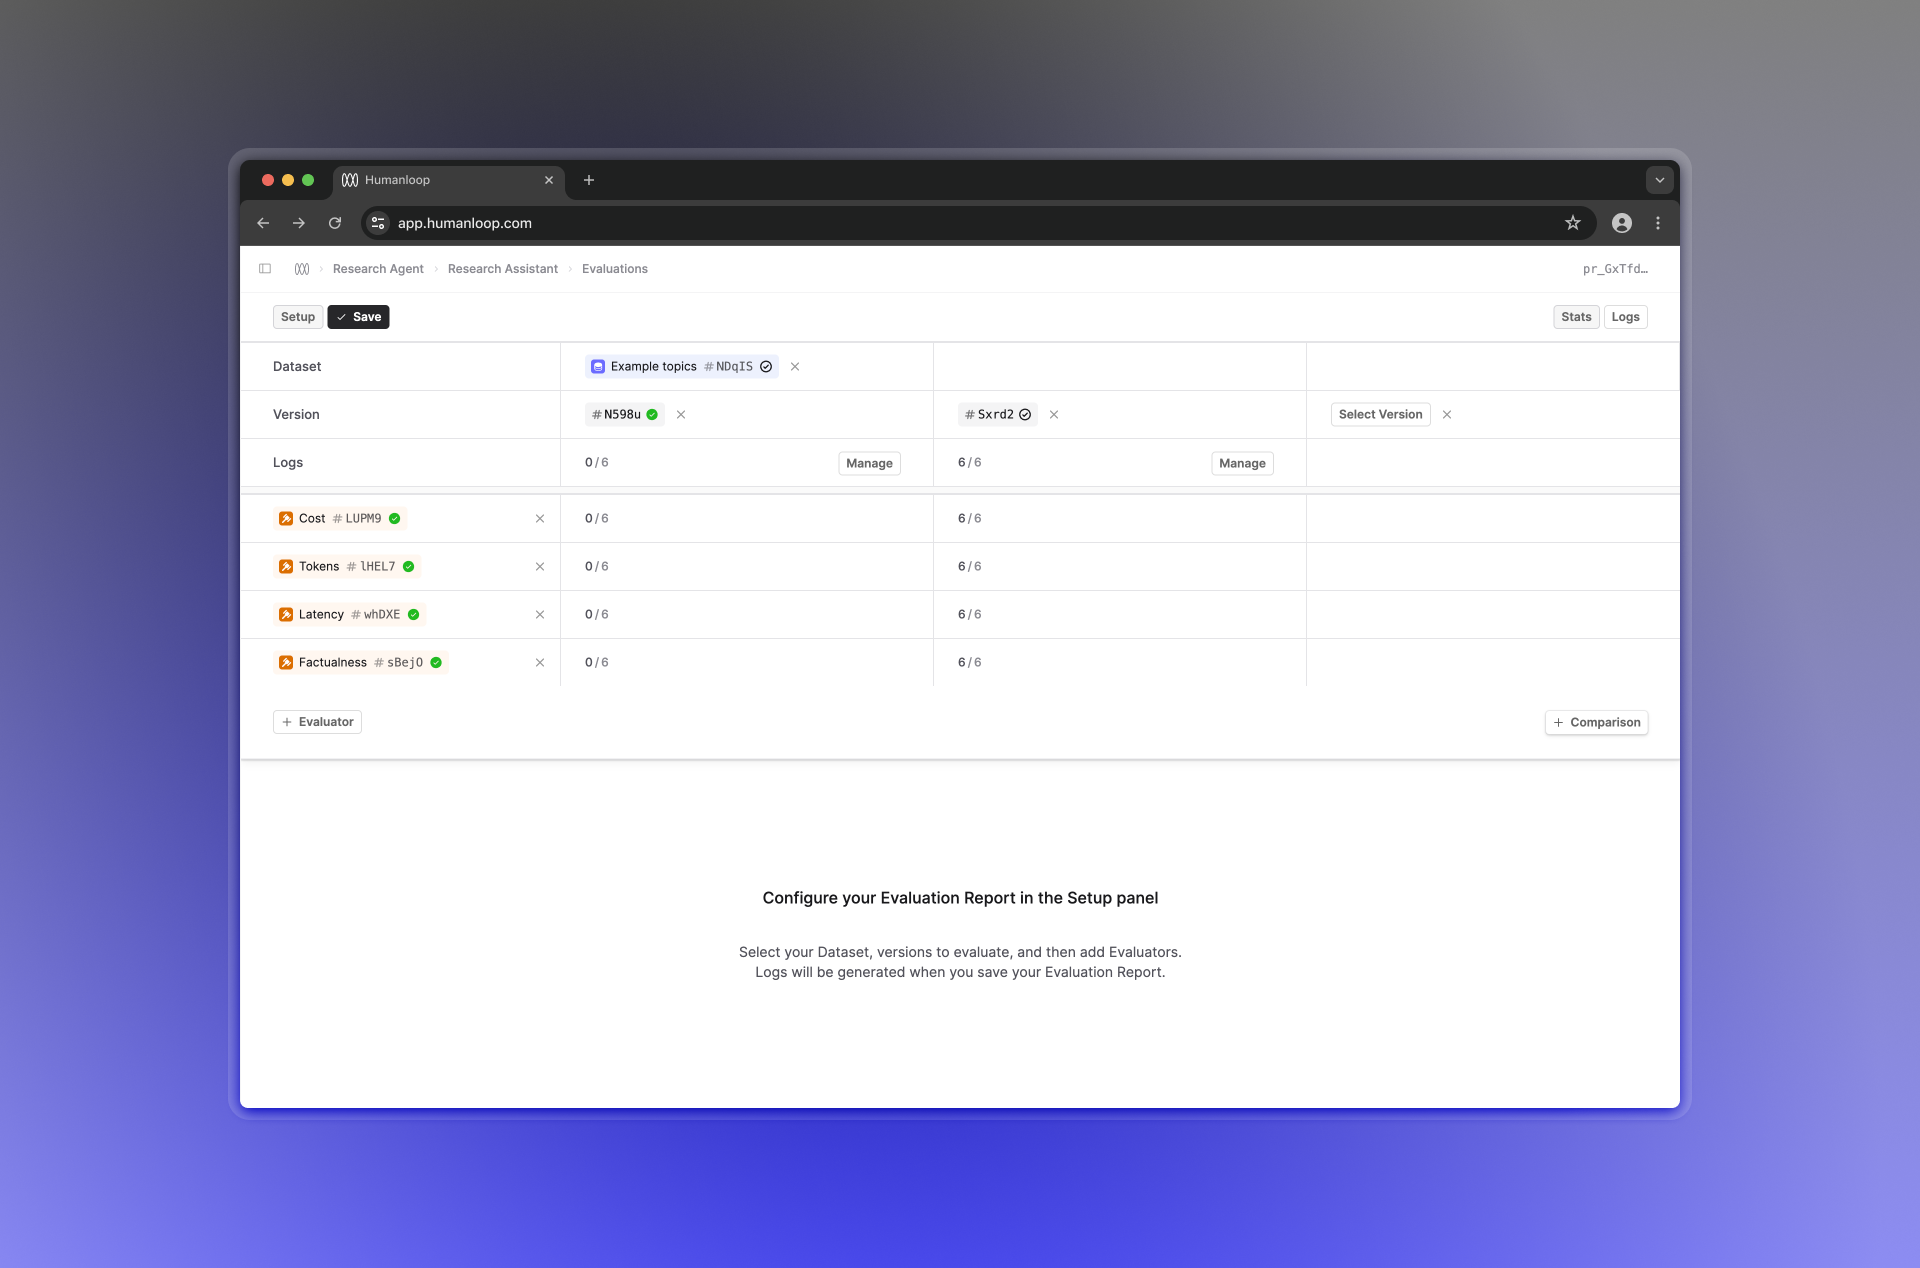 Humanloop
app.humanloop.com
Research Agent › Research Assistant › Evaluations pr_GxTfd…
Setup Save Stats Logs
Dataset Example topics #NDqIS
Version #N598u #Sxrd2 Select Version
Logs 0/6 Manage 6/6 Manage
Cost #LUPM9 0/6 6/6
Tokens #lHEL7 0/6 6/6
Latency #whDXE 0/6 6/6
Factualness #sBejO 0/6 6/6
+ Evaluator + Comparison
Configure your Evaluation Report in the Setup panel
Select your Dataset, versions to evaluate, and then add Evaluators.
Logs will be generated when you save your Evaluation Report.